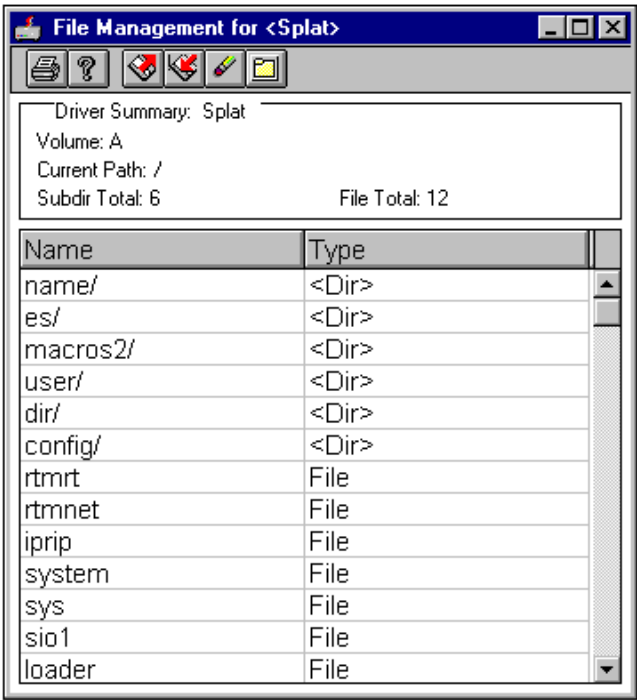 File Management for <Splat>
Driver Summary: Splat
Volume: A
Current Path: /
Subdir Total: 6 File Total: 12
Name Type
name/ <Dir>
es/ <Dir>
macros2/ <Dir>
user/ <Dir>
dir/ <Dir>
config/ <Dir>
rtmrt File
rtmnet File
iprip File
system File
sys File
sio1 File
loader File